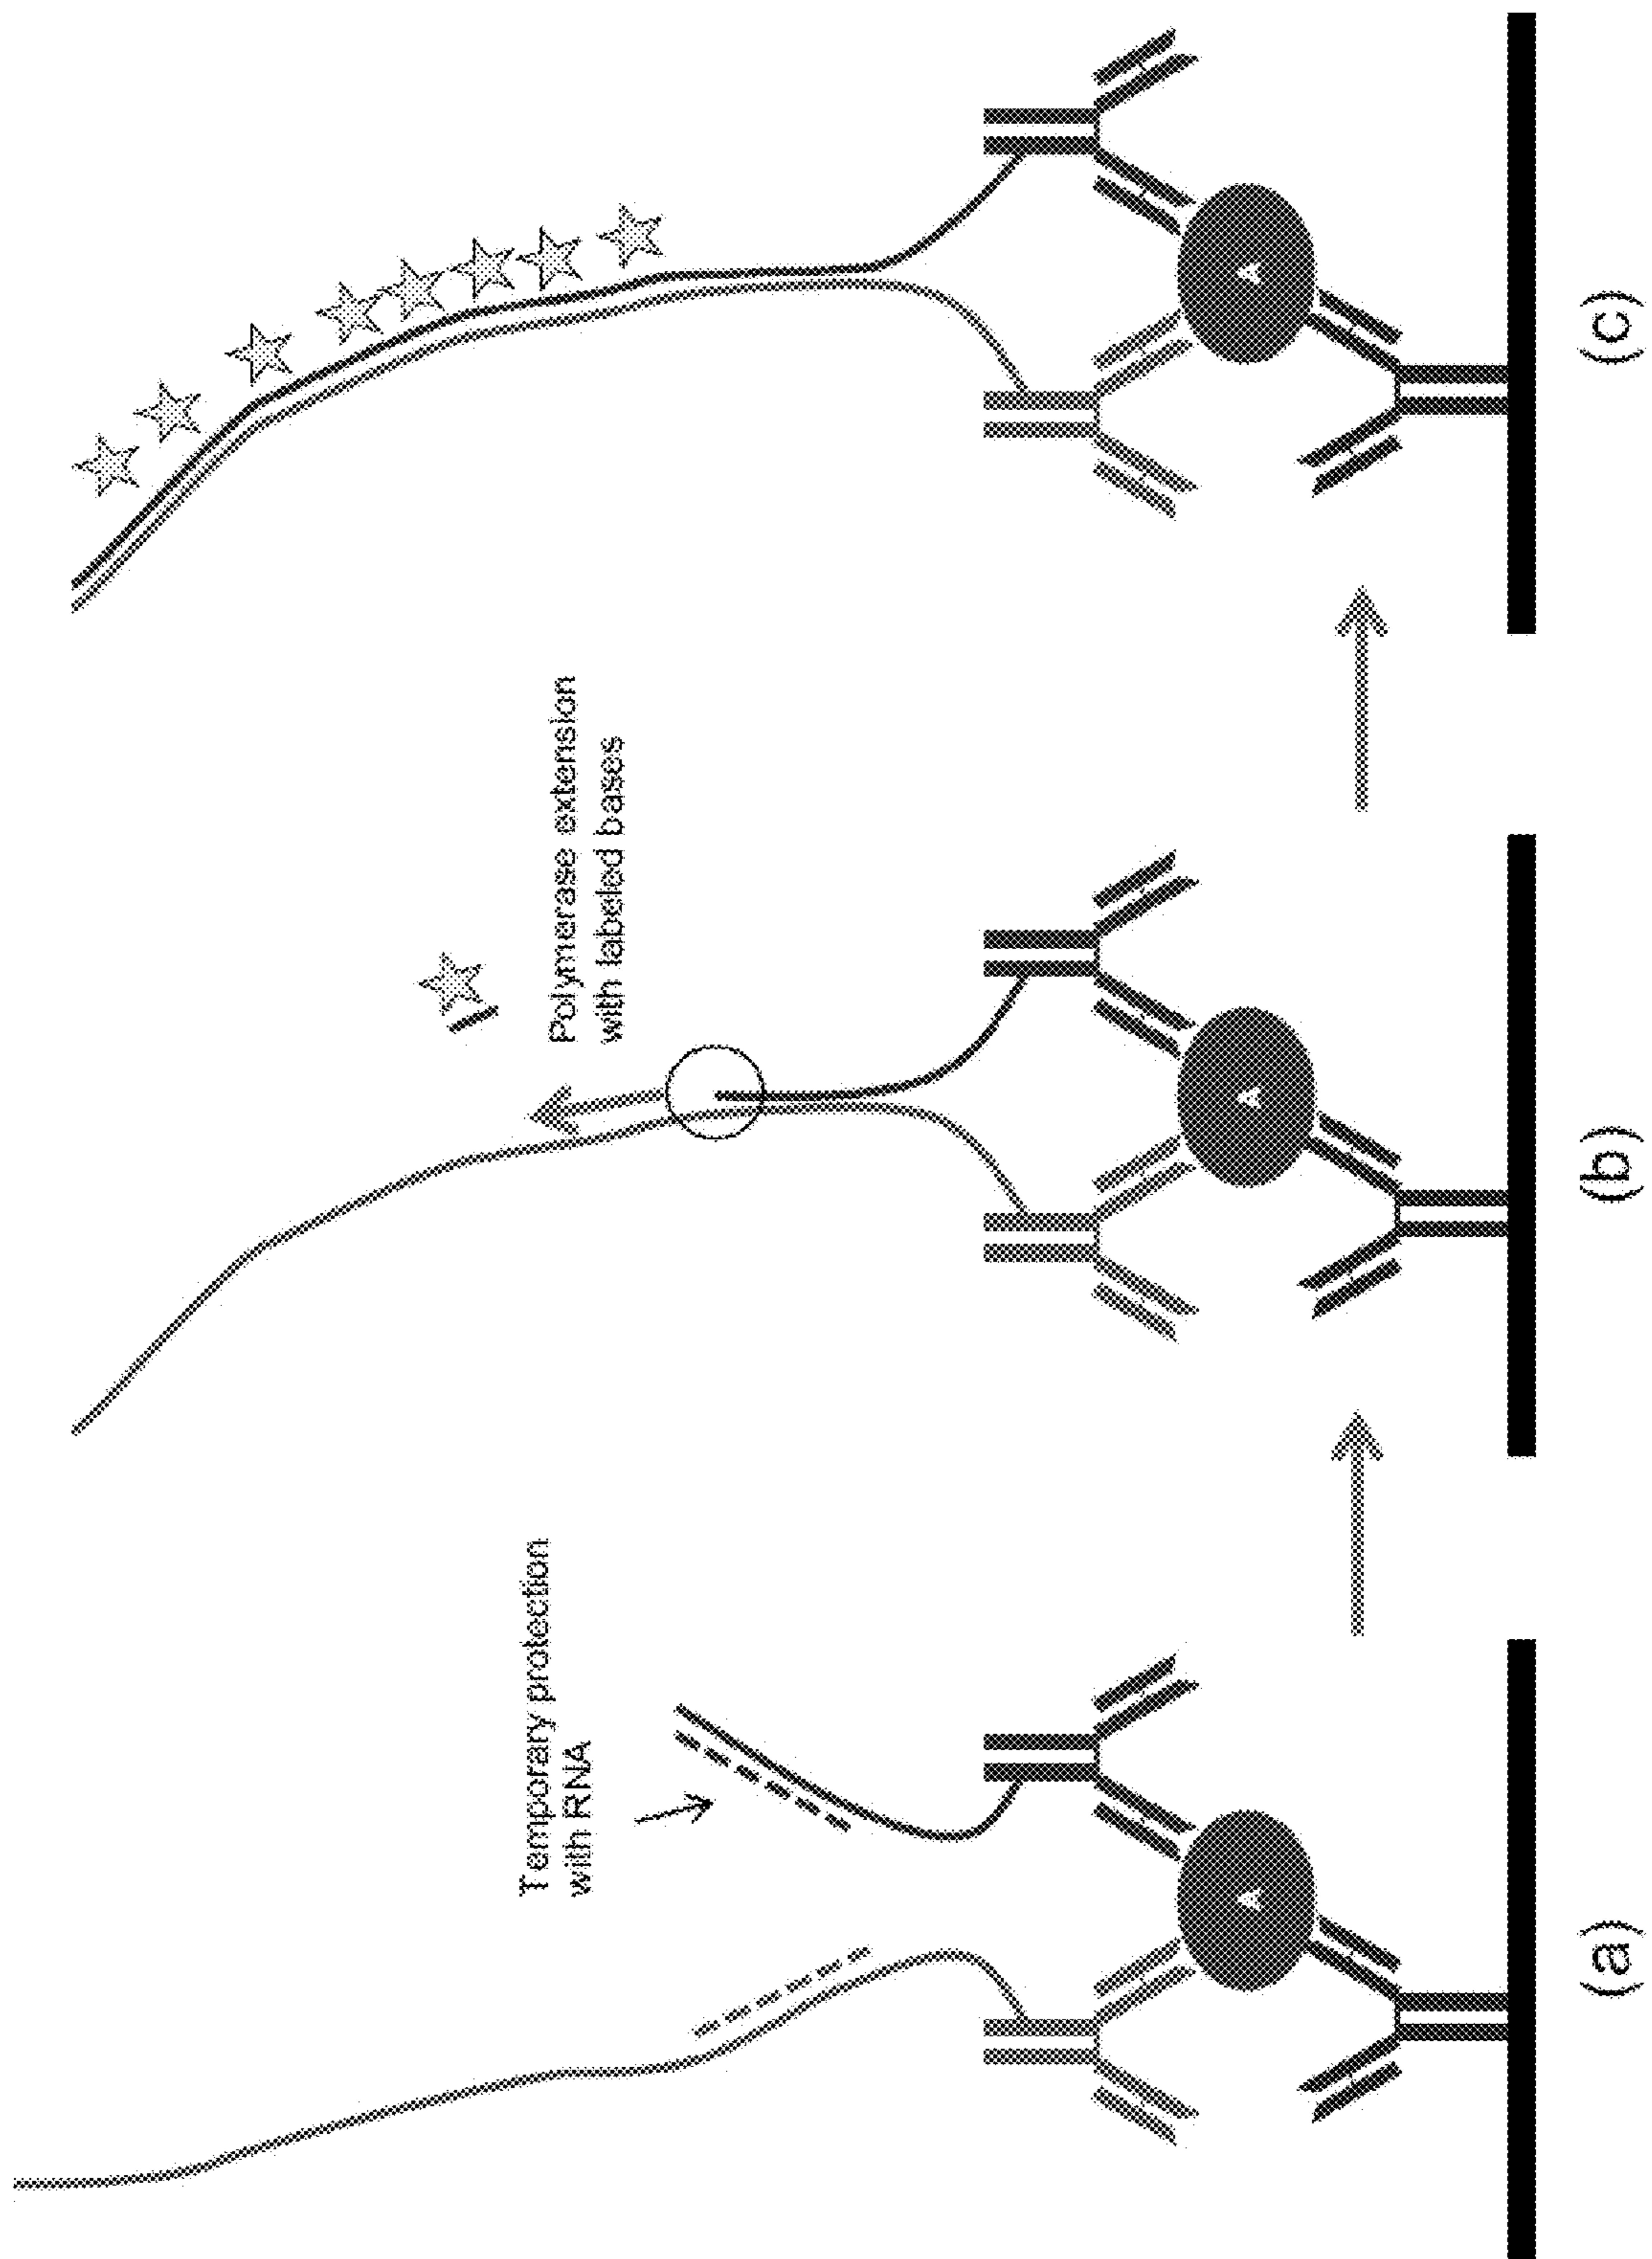 Temporary protection
with RNA
A
(a)
Polymerase extension
with labeled bases
A
(b)
A
(c)